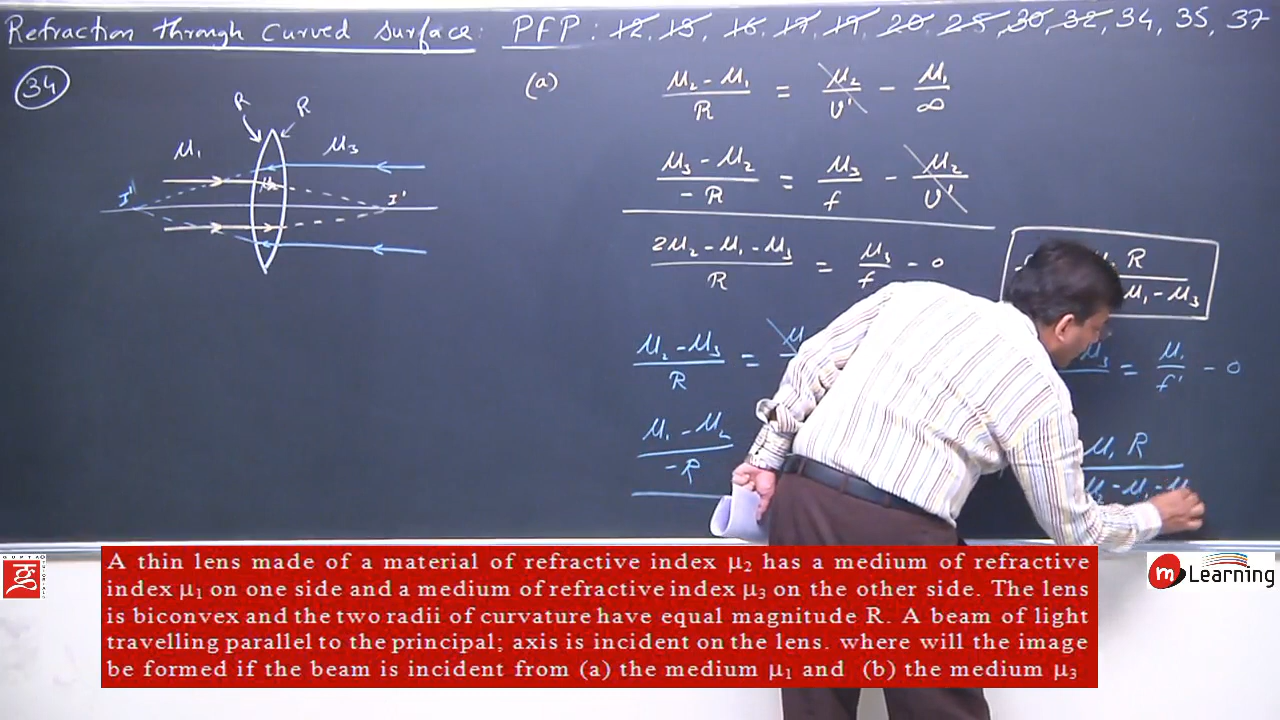 Refraction through Curved Surface: PFP: 12, 15, 16, 17, 19, 20, 25, 30, 32, 34, 35, 37
34
R R
μ₁ μ₃
μ₂
I'' I'
(a)
(μ₂ - μ₁)/R = μ₂/v' - μ₁/∞
(μ₃ - μ₂)/-R = μ₃/f - μ₂/v'
(2μ₂ - μ₁ - μ₃)/R = μ₃/f - 0
R
μ₁ - μ₃
(μ₂ - μ₃)/R =
= μ₁/f' - 0
(μ₁ - μ₂)/-R
μ₁ R
A thin lens made of a material of refractive index μ₂ has a medium of refractive
index μ₁ on one side and a medium of refractive index μ₃ on the other side. The lens
is biconvex and the two radii of curvature have equal magnitude R. A beam of light
travelling parallel to the principal; axis is incident on the lens. where will the image
be formed if the beam is incident from (a) the medium μ₁ and (b) the medium μ₃
GUPTA
m Learning